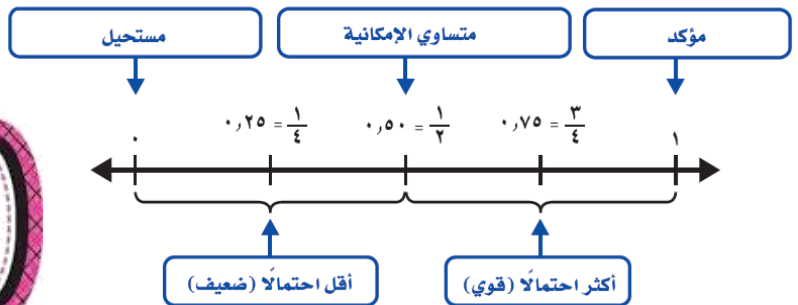 مستحيل
متساوي الإمكانية
مؤكد
٠
١/٤ = ٠,٢٥
١/٢ = ٠,٥٠
٣/٤ = ٠,٧٥
١
أقل احتمالًا (ضعيف)
أكثر احتمالًا (قوي)